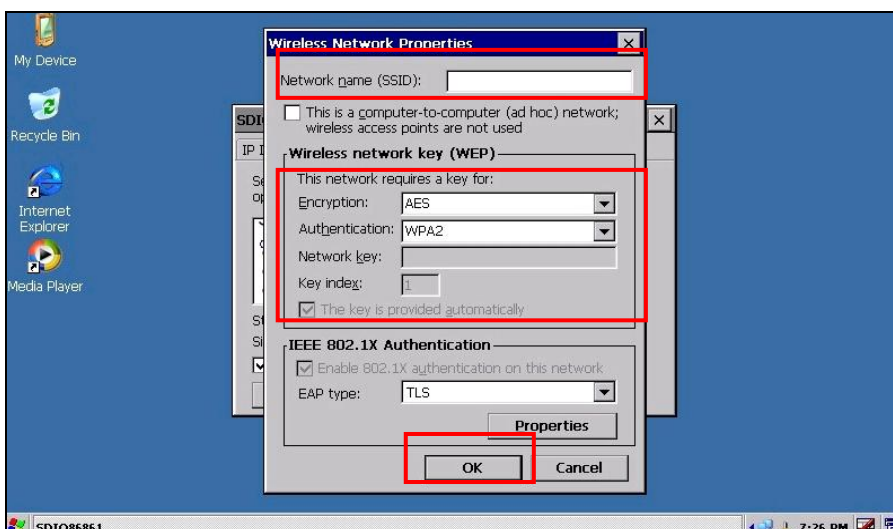 My Device
Recycle Bin
Internet
Explorer
Media Player
Wireless Network Properties
Network name (SSID):
This is a computer-to-computer (ad hoc) network;
wireless access points are not used
Wireless network key (WEP)
This network requires a key for:
Encryption: AES
Authentication: WPA2
Network key:
Key index: 1
The key is provided automatically
IEEE 802.1X Authentication
Enable 802.1X authentication on this network
EAP type: TLS
Properties
OK Cancel
SDIO86861 7:26 PM